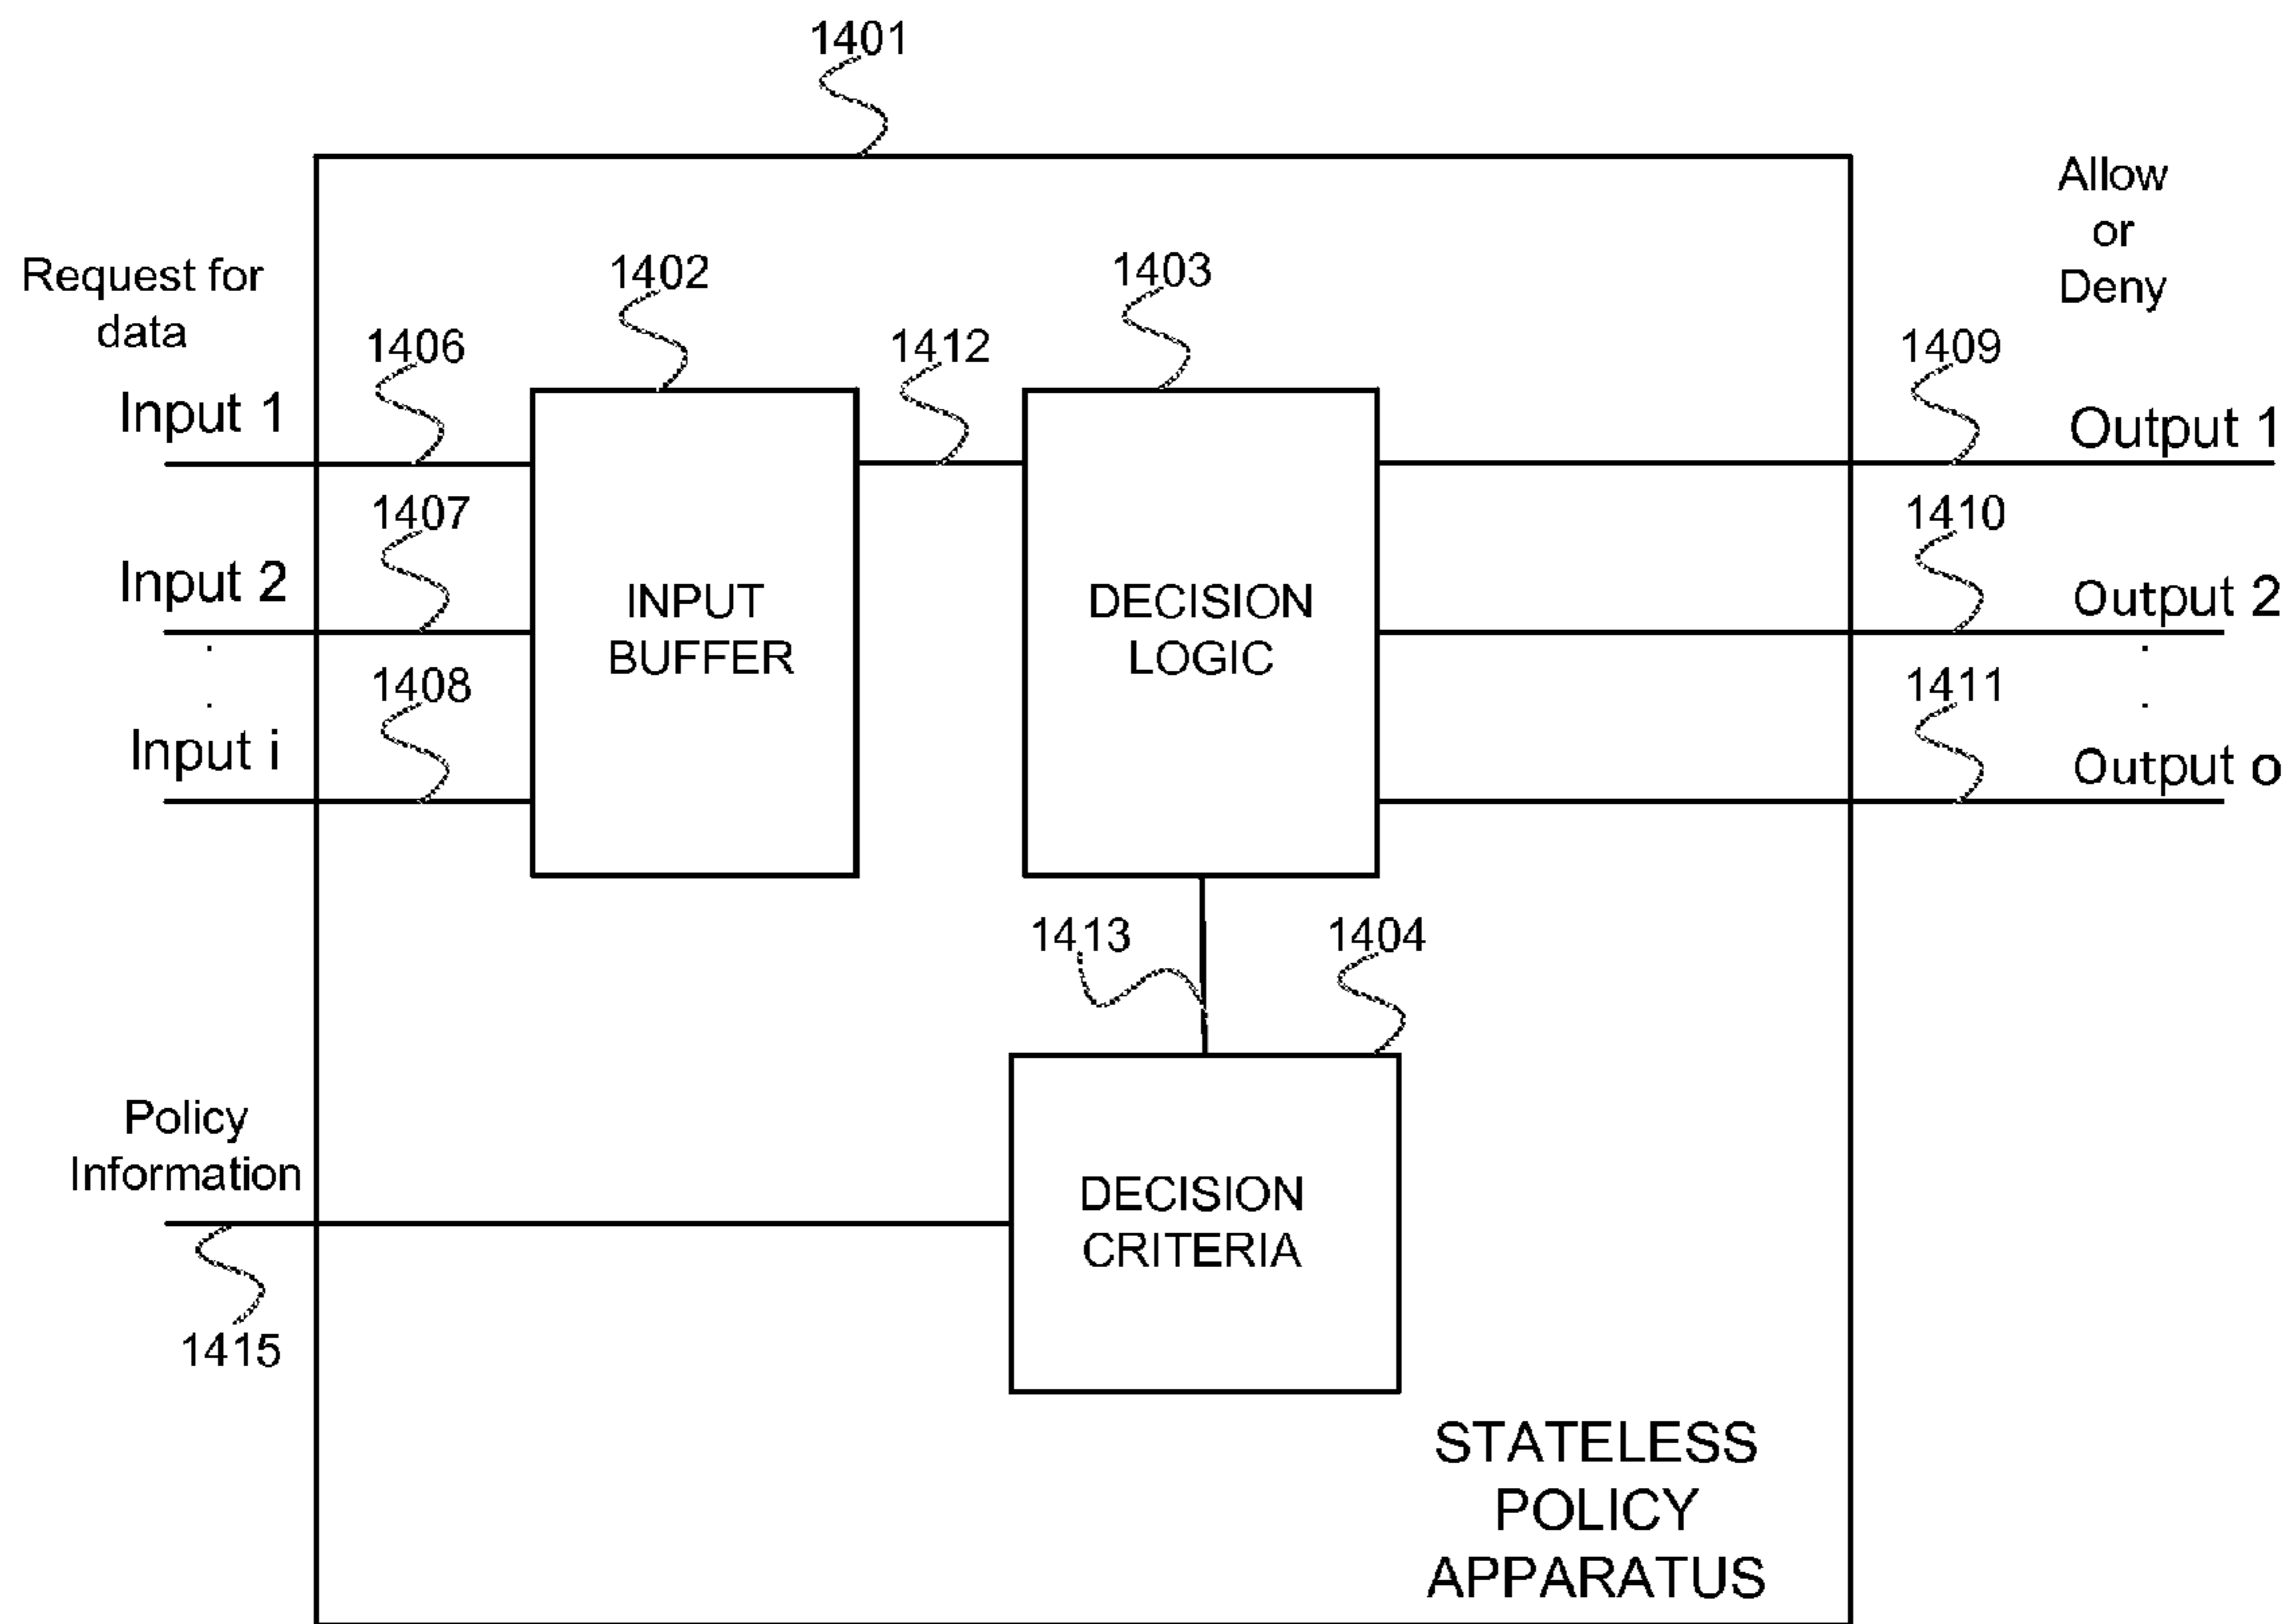 1401
Allow
or
Deny
Request for
data
1402
1403
1406
1412
1409
Input 1
Output 1
1407
1410
Input 2
Output 2
INPUT
BUFFER
DECISION
LOGIC
1408
1411
Input i
Output o
1413
1404
Policy
Information
DECISION
CRITERIA
1415
STATELESS
POLICY
APPARATUS